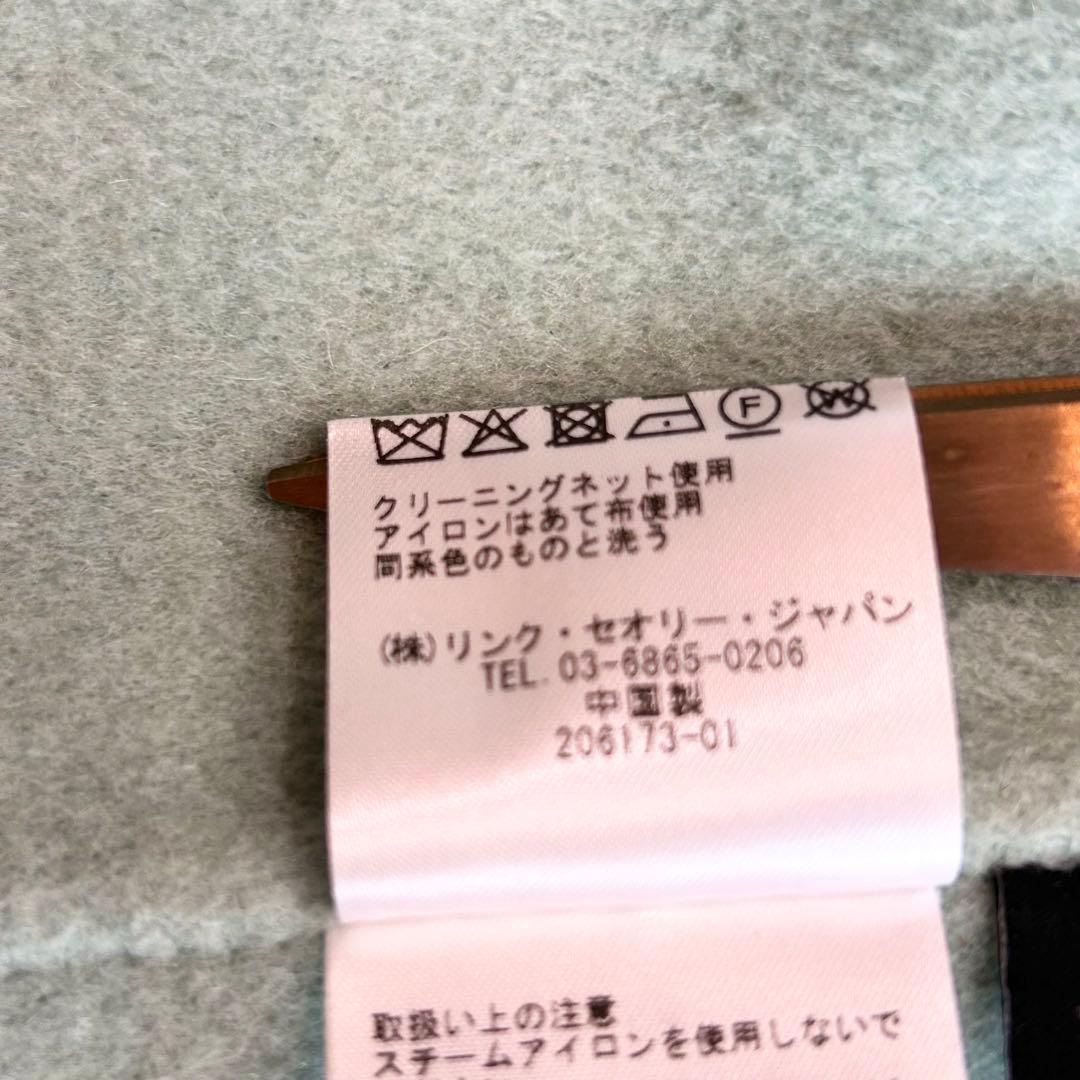 F
W
クリーニングネット使用
アイロンはあて布使用
同系色のものと洗う
(株)リンク・セオリー・ジャパン
TEL. 03-6865-0206
中国製
206173-01
取扱い上の注意
スチームアイロンを使用しないで